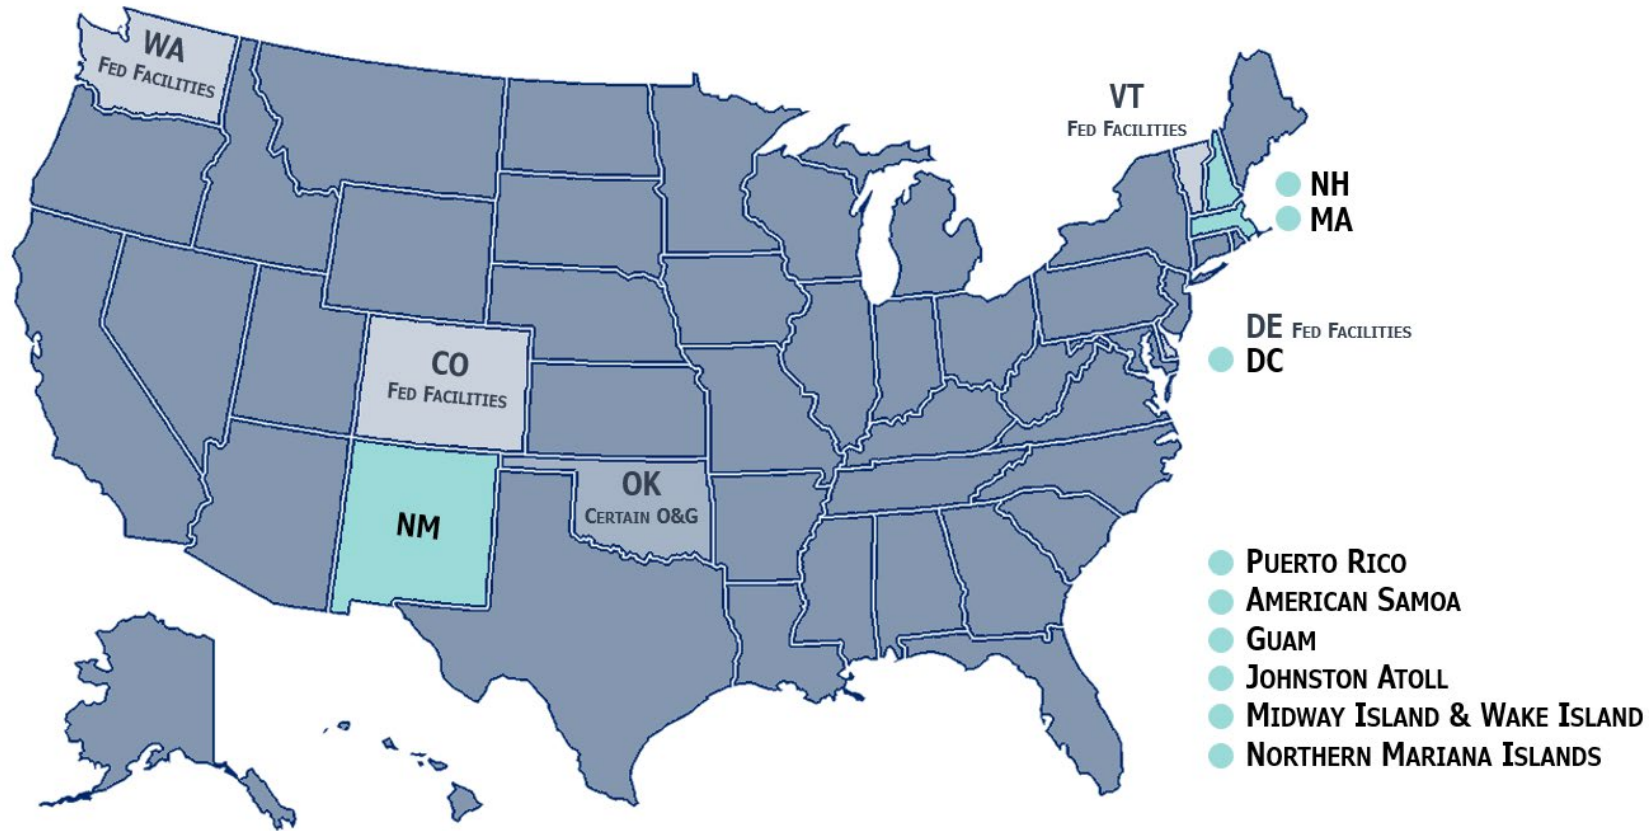 WA
FED FACILITIES
VT
FED FACILITIES
NH
MA
DE FED FACILITIES
DC
CO
FED FACILITIES
OK
CERTAIN O&G
NM
PUERTO RICO
AMERICAN SAMOA
GUAM
JOHNSTON ATOLL
MIDWAY ISLAND & WAKE ISLAND
NORTHERN MARIANA ISLANDS